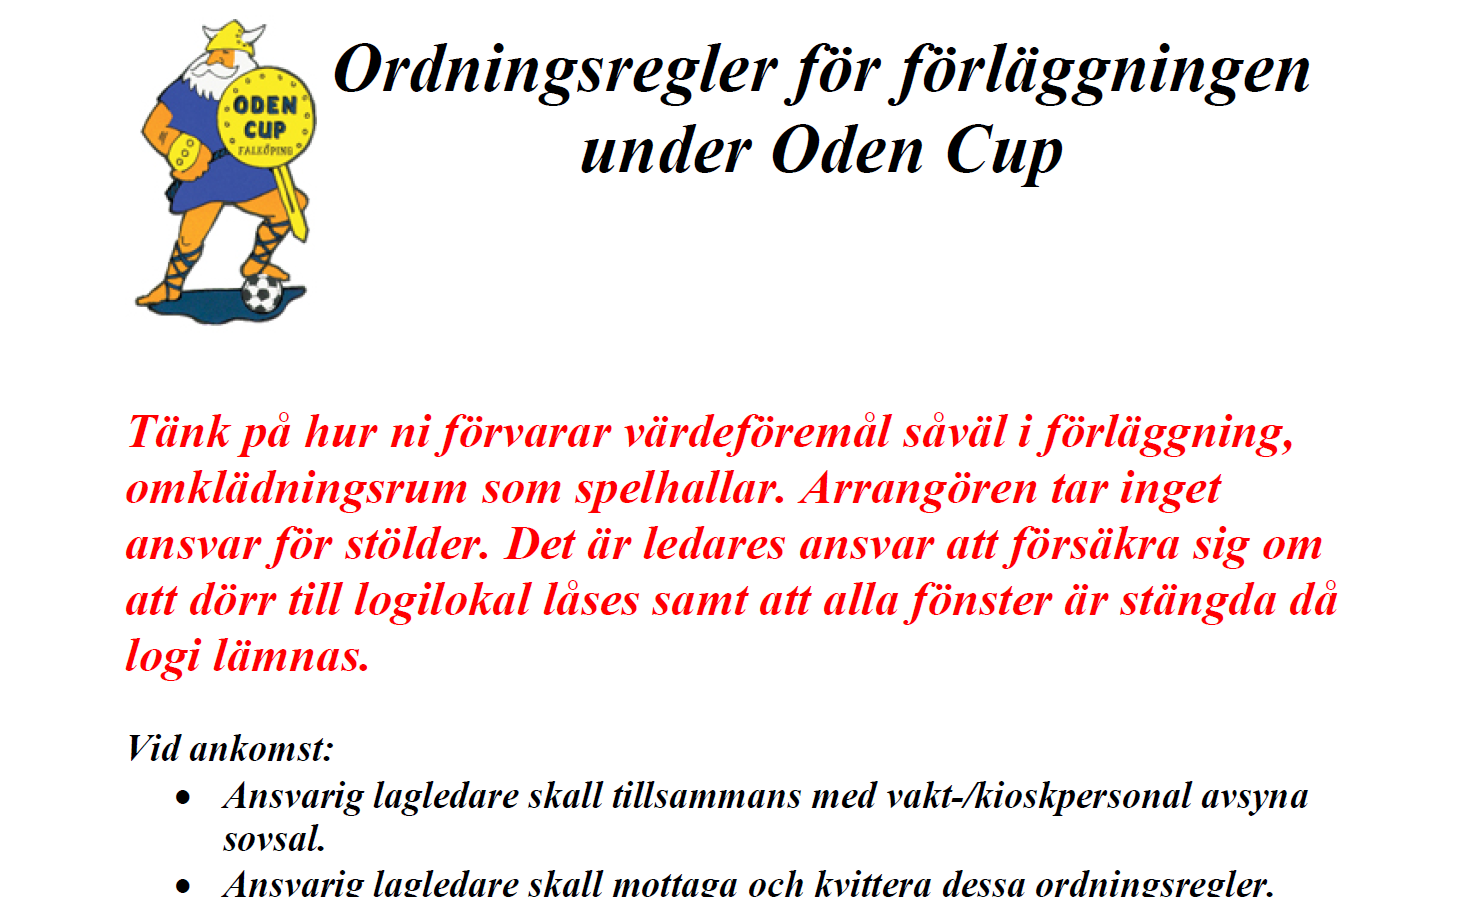 ODEN
CUP
FALKÖPING
Ordningsregler för förläggningen
under Oden Cup
Tänk på hur ni förvarar värdeföremål såväl i förläggning,
omklädningsrum som spelhallar. Arrangören tar inget
ansvar för stölder. Det är ledares ansvar att försäkra sig om
att dörr till logilokal låses samt att alla fönster är stängda då
logi lämnas.
Vid ankomst:
• Ansvarig lagledare skall tillsammans med vakt-/kioskpersonal avsyna
sovsal.
• Ansvarig lagledare skall mottaga och kvittera dessa ordningsregler.